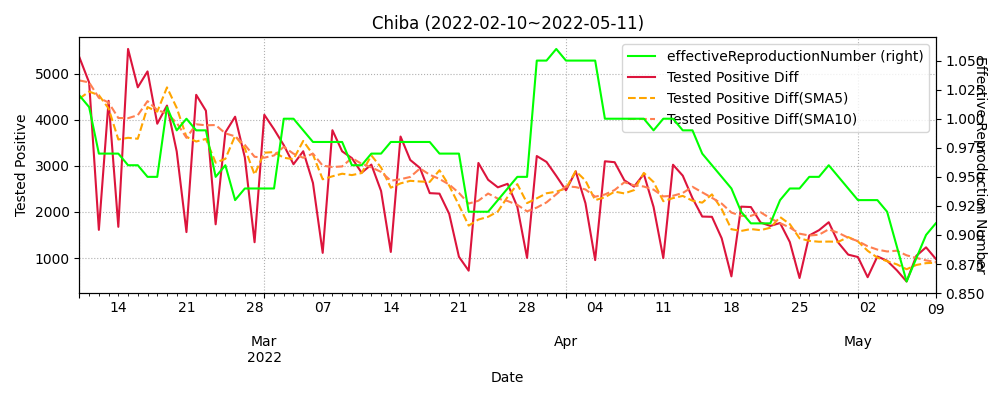 Chiba (2022-02-10~2022-05-11)
effectiveReproductionNumber (right)
Tested Positive Diff
Tested Positive Diff(SMA5)
Tested Positive Diff(SMA10)
Tested Positive
5000
4000
3000
2000
1000
1.050
1.025
1.000
0.975
0.950
0.925
0.900
0.875
0.850
Effective Reproduction Number
14 21 28 07 14 21 28 04 11 18 25 02 09
Mar Apr May
2022
Date